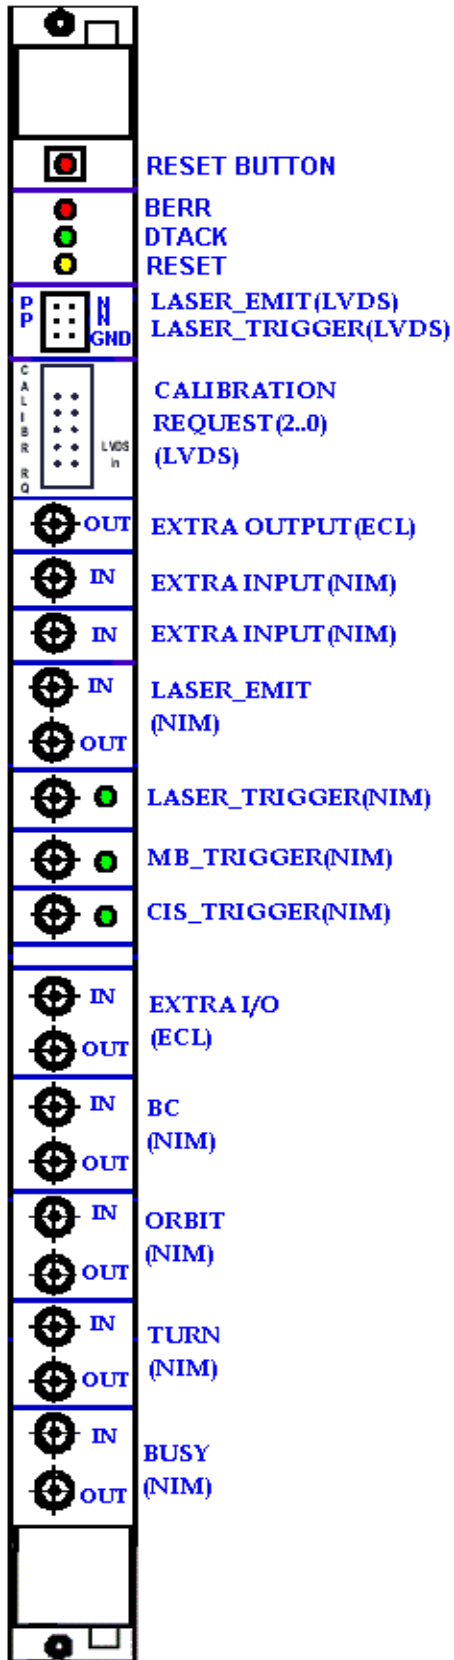 RESET BUTTON
BERR
DTACK
RESET
P N LASER_EMIT(LVDS)
P N LASER_TRIGGER(LVDS)
GND
CALIBR RQ
LVDS
in
CALIBRATION
REQUEST(2..0)
(LVDS)
OUT EXTRA OUTPUT(ECL)
IN EXTRA INPUT(NIM)
IN EXTRA INPUT(NIM)
IN LASER_EMIT
(NIM)
OUT
LASER_TRIGGER(NIM)
MB_TRIGGER(NIM)
CIS_TRIGGER(NIM)
IN EXTRA I/O
OUT (ECL)
IN BC
(NIM)
OUT
IN ORBIT
(NIM)
OUT
IN TURN
OUT (NIM)
IN BUSY
OUT (NIM)